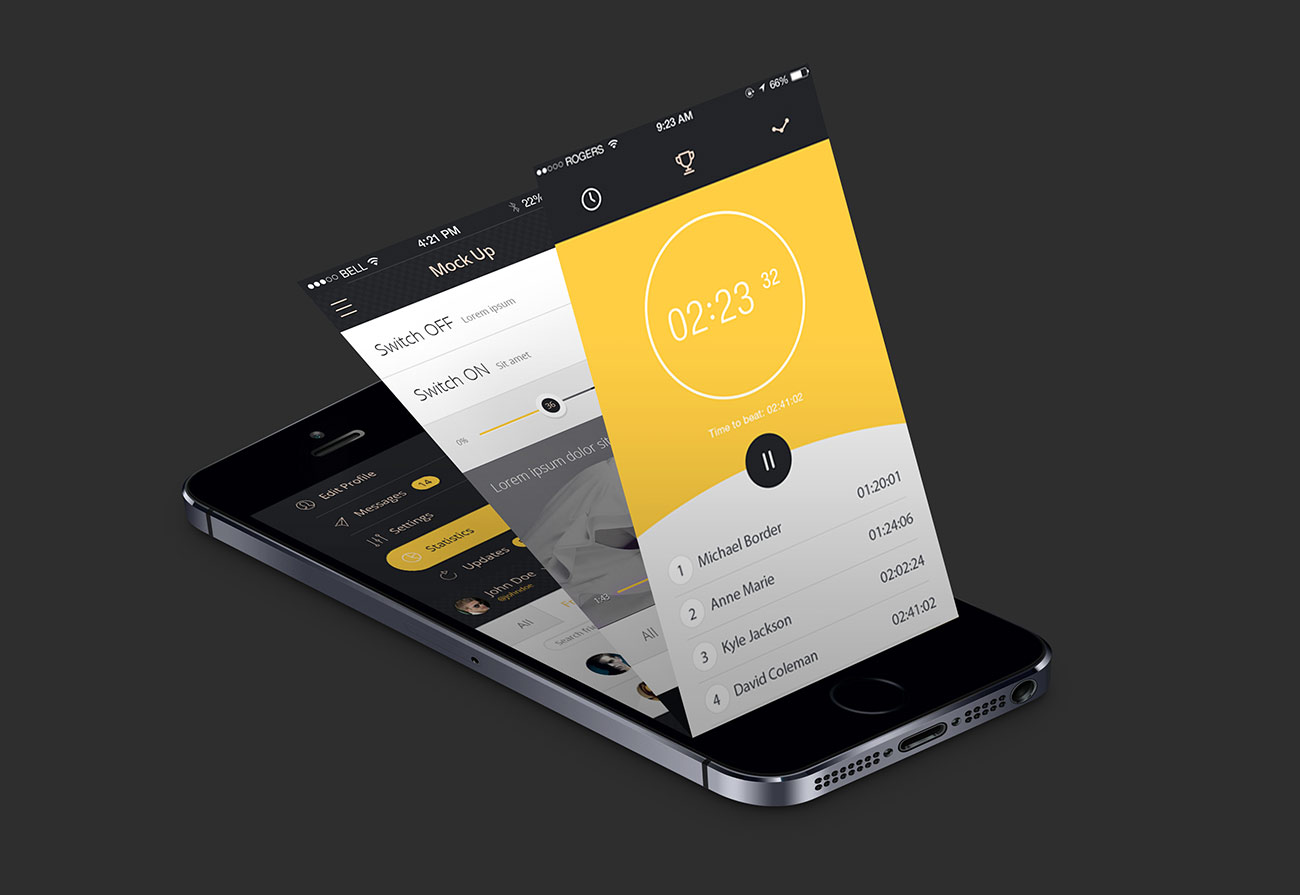 ROGERS
9:23 AM
66%
02:23 32
Time to beat: 02:41:02
1 Michael Border 01:20:01
2 Anne Marie 01:24:06
3 Kyle Jackson 02:02:24
4 David Coleman 02:41:02
BELL
4:21 PM
22%
Mock Up
Switch OFF Lorem ipsum
Switch ON Sit amet
0% 36
Lorem ipsum dolor sit
1:43
All
Edit Profile
Messages 14
Settings
Statistics
Updates
John Doe
@johndoe
All
Search